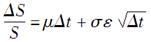 ΔS/S = μΔt + σε√Δt